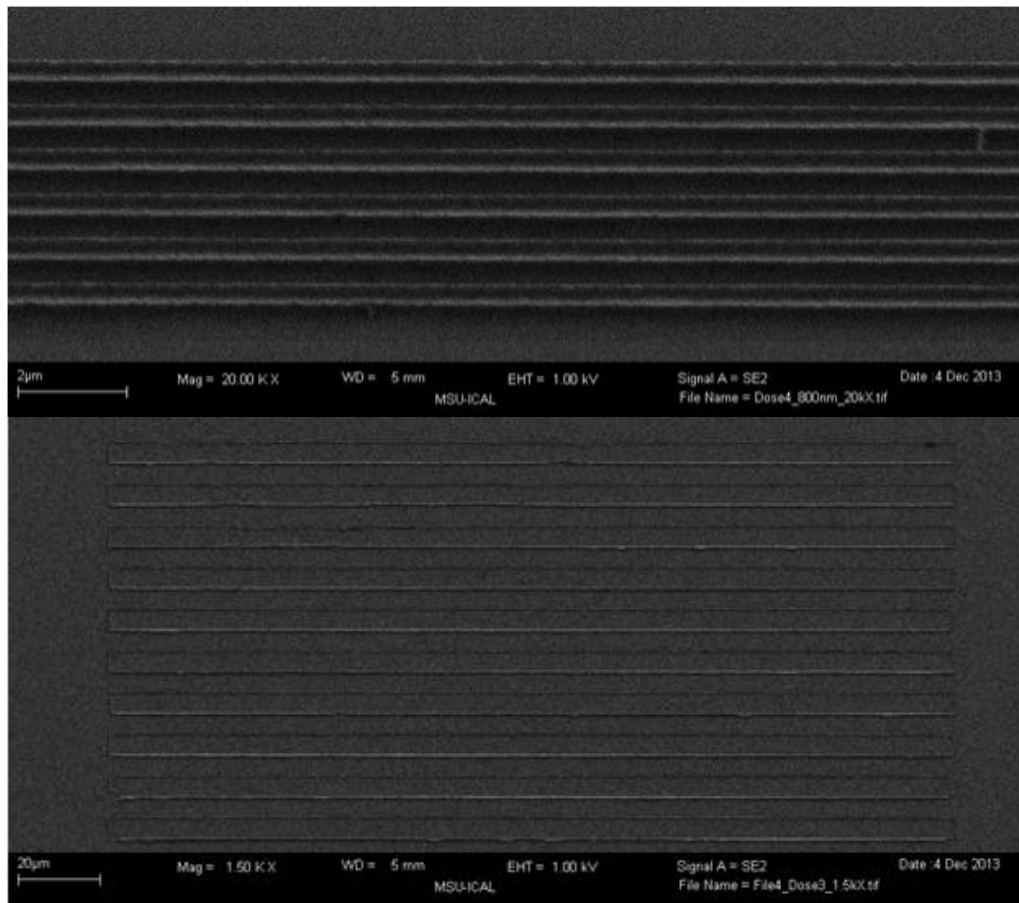 2µm Mag = 20.00 K X WD = 5 mm EHT = 1.00 kV Signal A = SE2 Date :4 Dec 2013
MSU-ICAL File Name = Dose4_800nm_20kX.tif
20µm Mag = 1.50 K X WD = 5 mm EHT = 1.00 kV Signal A = SE2 Date :4 Dec 2013
MSU-ICAL File Name = File4_Dose3_1.5kX.tif